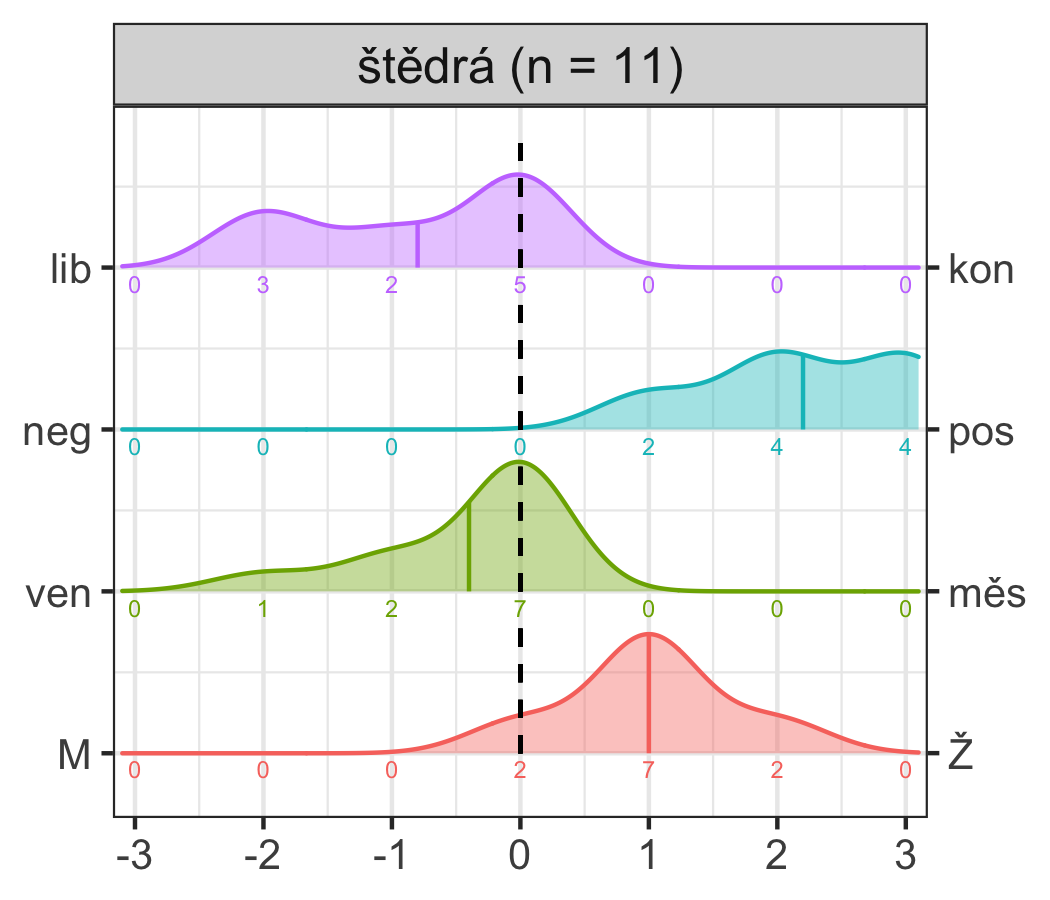 štědrá (n = 11)
lib kon
0 3 2 5 0 0 0
neg pos
0 0 0 0 2 4 4
ven měs
0 1 2 7 0 0 0
M Ž
0 0 0 2 7 2 0
-3 -2 -1 0 1 2 3